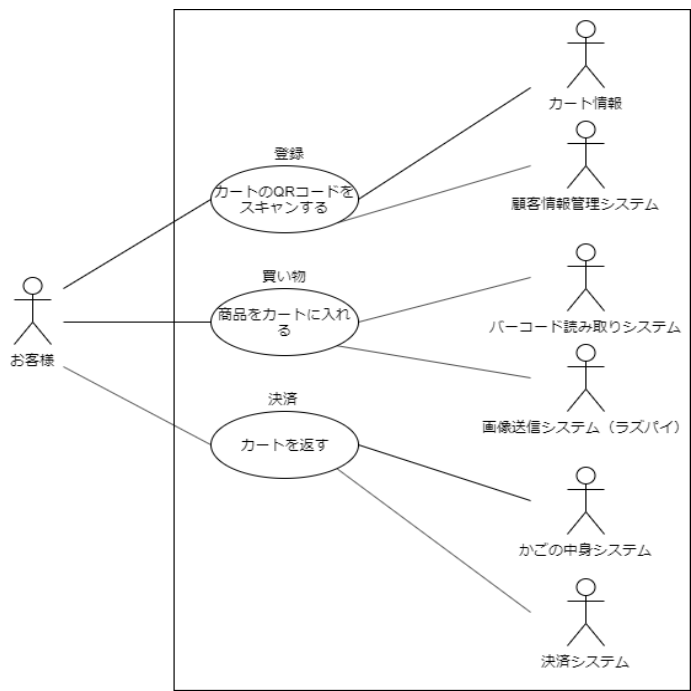 カート情報
登録
カートのQRコードを
スキャンする
顧客情報管理システム
買い物
商品をカートに入れ
る
バーコード読み取りシステム
お客様
決済
カートを返す
画像送信システム（ラズパイ）
かごの中身システム
決済システム